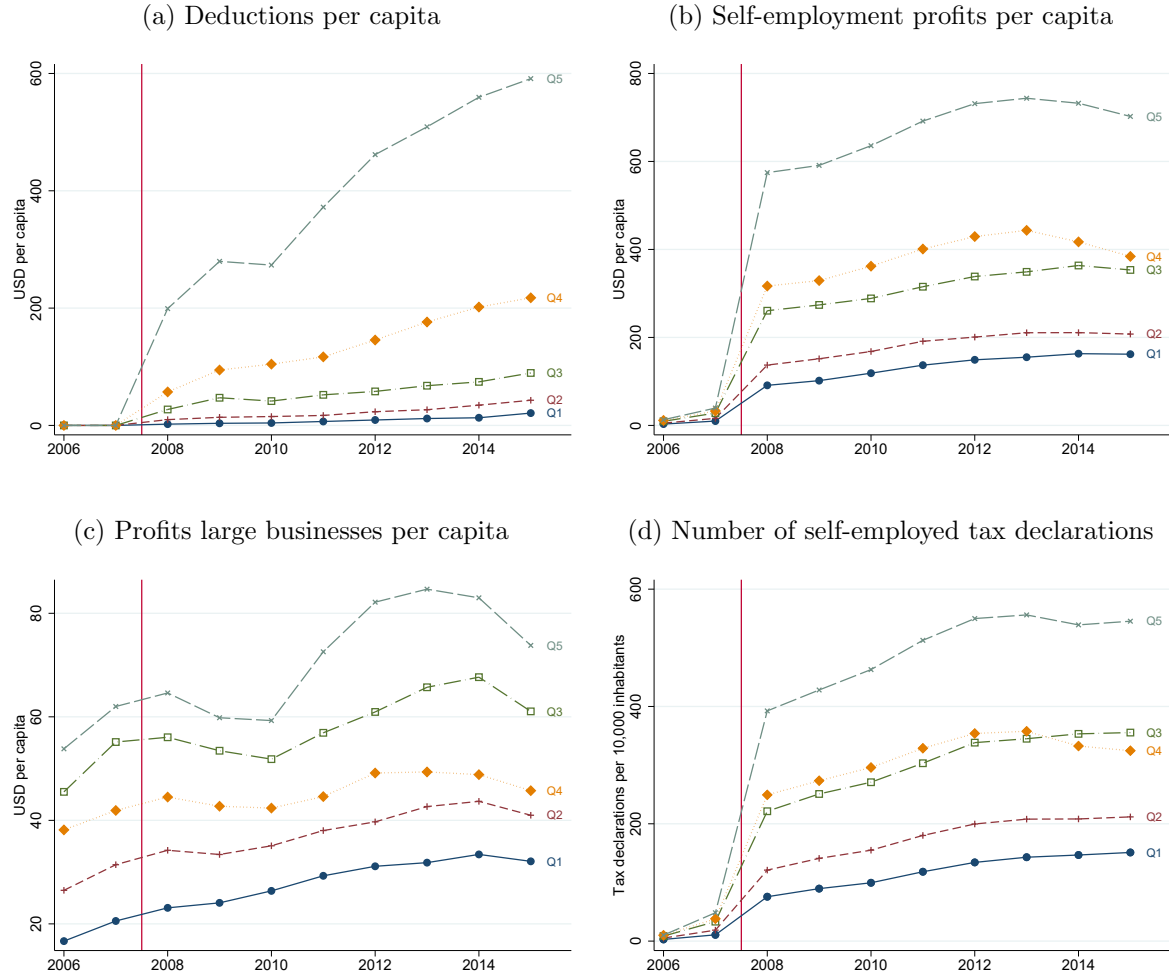 (a) Deductions per capita
USD per capita
600
400
200
0
2006 2008 2010 2012 2014
Q5
Q4
Q3
Q2
Q1
(b) Self-employment profits per capita
USD per capita
800
600
400
200
0
2006 2008 2010 2012 2014
Q5
Q4
Q3
Q2
Q1
(c) Profits large businesses per capita
USD per capita
80
60
40
20
2006 2008 2010 2012 2014
Q5
Q3
Q4
Q2
Q1
(d) Number of self-employed tax declarations
Tax declarations per 10,000 inhabitants
600
400
200
0
2006 2008 2010 2012 2014
Q5
Q3
Q4
Q2
Q1